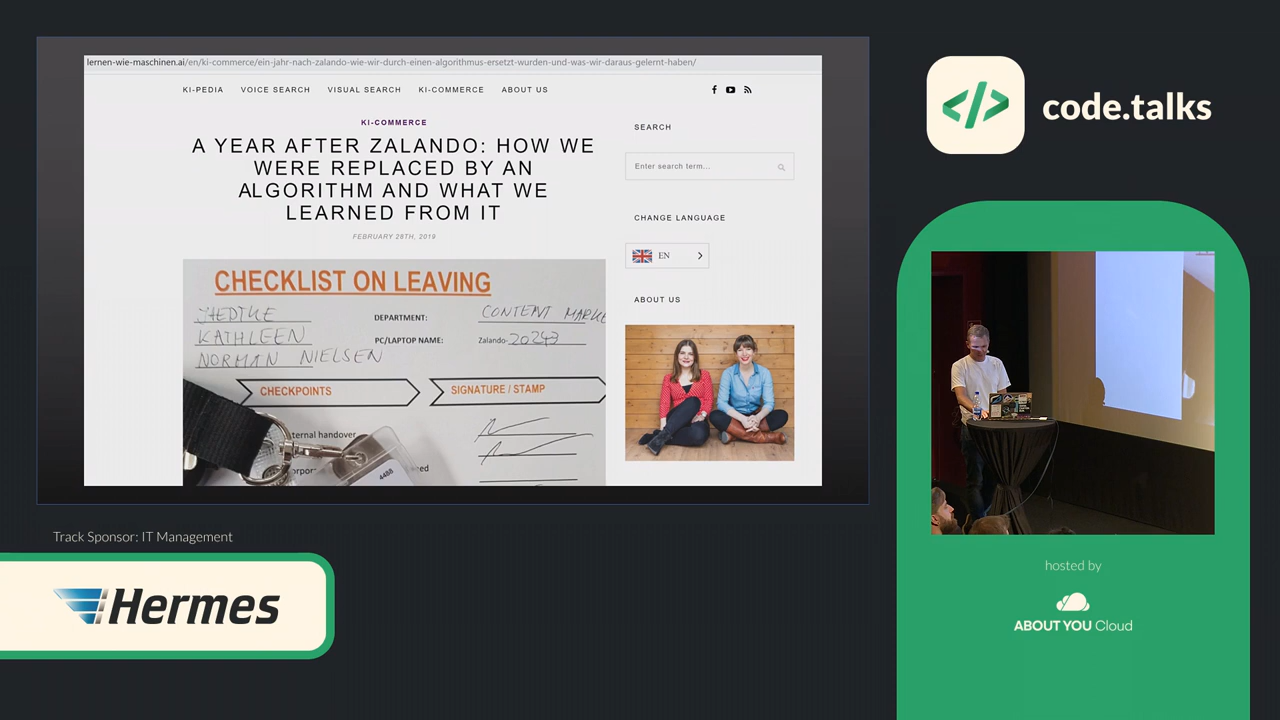 lernen-wie-maschinen.ai/en/ki-commerce/ein-jahr-nach-zalando-wie-wir-durch-einen-algorithmus-ersetzt-wurden-und-was-wir-daraus-gelernt-haben/
KI-PEDIA VOICE SEARCH VISUAL SEARCH KI-COMMERCE ABOUT US
KI-COMMERCE
A YEAR AFTER ZALANDO: HOW WE
WERE REPLACED BY AN
ALGORITHM AND WHAT WE
LEARNED FROM IT
FEBRUARY 28TH, 2019
CHECKLIST ON LEAVING
DEPARTMENT: CONTENT
KATHLEEN PC/LAPTOP NAME: Zalando-
NORMAN NIELSEN
CHECKPOINTS SIGNATURE / STAMP
handover
4488
SEARCH
Enter search term...
CHANGE LANGUAGE
EN
ABOUT US
Track Sponsor: IT Management
Hermes
</> code.talks
hosted by
ABOUT YOU Cloud